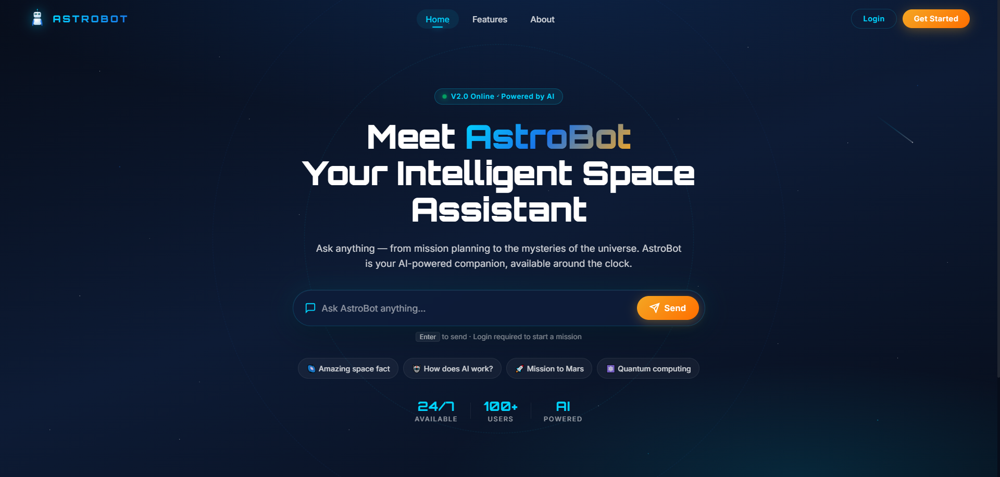 ASTROBOT
Home
Features
About
Login
Get Started
V2.0 Online · Powered by AI
Meet AstroBot
Your Intelligent Space
Assistant
Ask anything — from mission planning to the mysteries of the universe. AstroBot
is your AI-powered companion, available around the clock.
Ask AstroBot anything...
Send
Enter to send · Login required to start a mission
Amazing space fact
How does AI work?
Mission to Mars
Quantum computing
24/7
AVAILABLE
100+
USERS
AI
POWERED